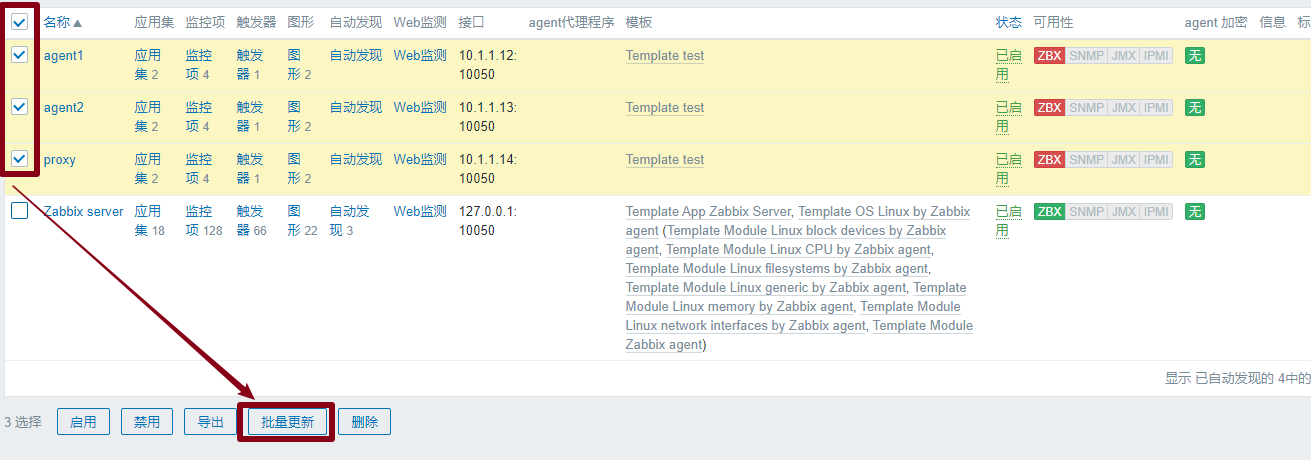 名称▲ 应用集 监控项 触发器 图形 自动发现 Web监测 接口 agent代理程序 模板 状态 可用性 agent 加密 信息 标
agent1 应用 监控 触发 图 自动发现 Web监测 10.1.1.12: Template test 已启 ZBX SNMP JMX IPMI 无
集 2 项 4 器 1 形 2 10050 用
agent2 应用 监控 触发 图 自动发现 Web监测 10.1.1.13: Template test 已启 ZBX SNMP JMX IPMI 无
集 2 项 4 器 1 形 2 10050 用
proxy 应用 监控 触发 图 自动发现 Web监测 10.1.1.14: Template test 已启 ZBX SNMP JMX IPMI 无
集 2 项 4 器 1 形 2 10050 用
Zabbix server 应用 监控 触发 图 自动发 Web监测 127.0.0.1: Template App Zabbix Server, Template OS Linux by Zabbix 已启 ZBX SNMP JMX IPMI 无
集 18 项 128 器 66 形 22 现 3 10050 agent (Template Module Linux block devices by Zabbix 用
agent, Template Module Linux CPU by Zabbix agent,
Template Module Linux filesystems by Zabbix agent,
Template Module Linux generic by Zabbix agent, Template
Module Linux memory by Zabbix agent, Template Module
Linux network interfaces by Zabbix agent, Template Module
Zabbix agent)
显示 已自动发现的 4中的
3 选择 启用 禁用 导出 批量更新 删除